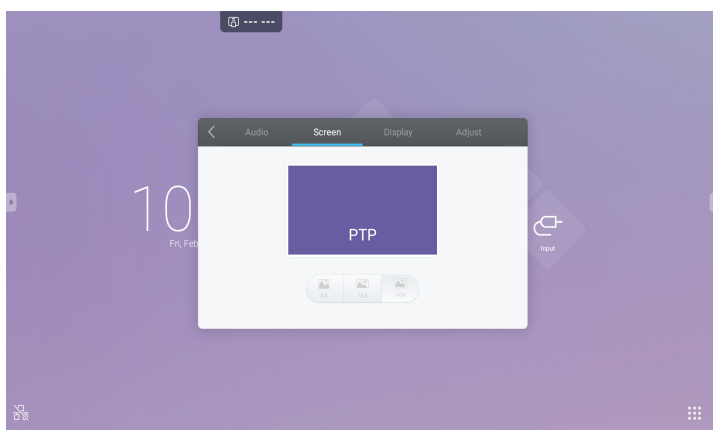 --- ---
Audio Screen Display Adjust
10
Fri, Feb
PTP
Input
4:3 16:9 PTP